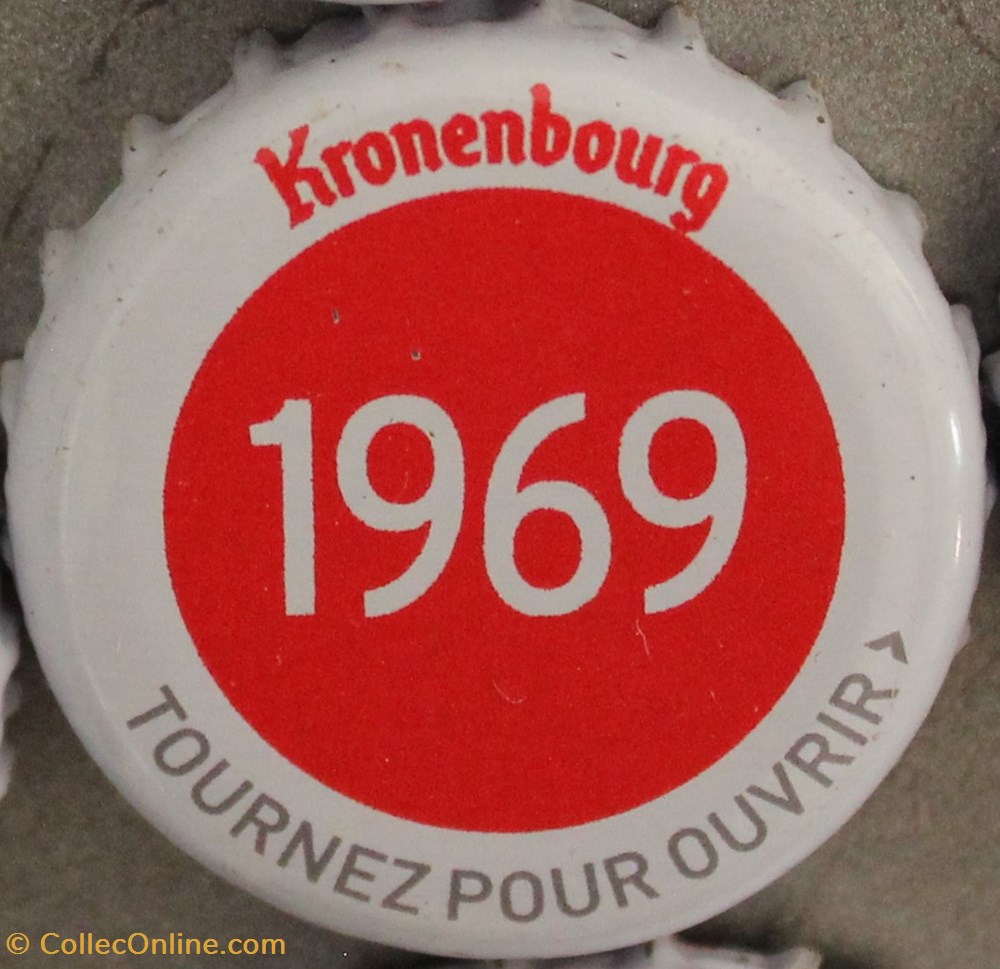 Kronenbourg
1969
TOURNEZ POUR OUVRIR >
© CollecOnline.com